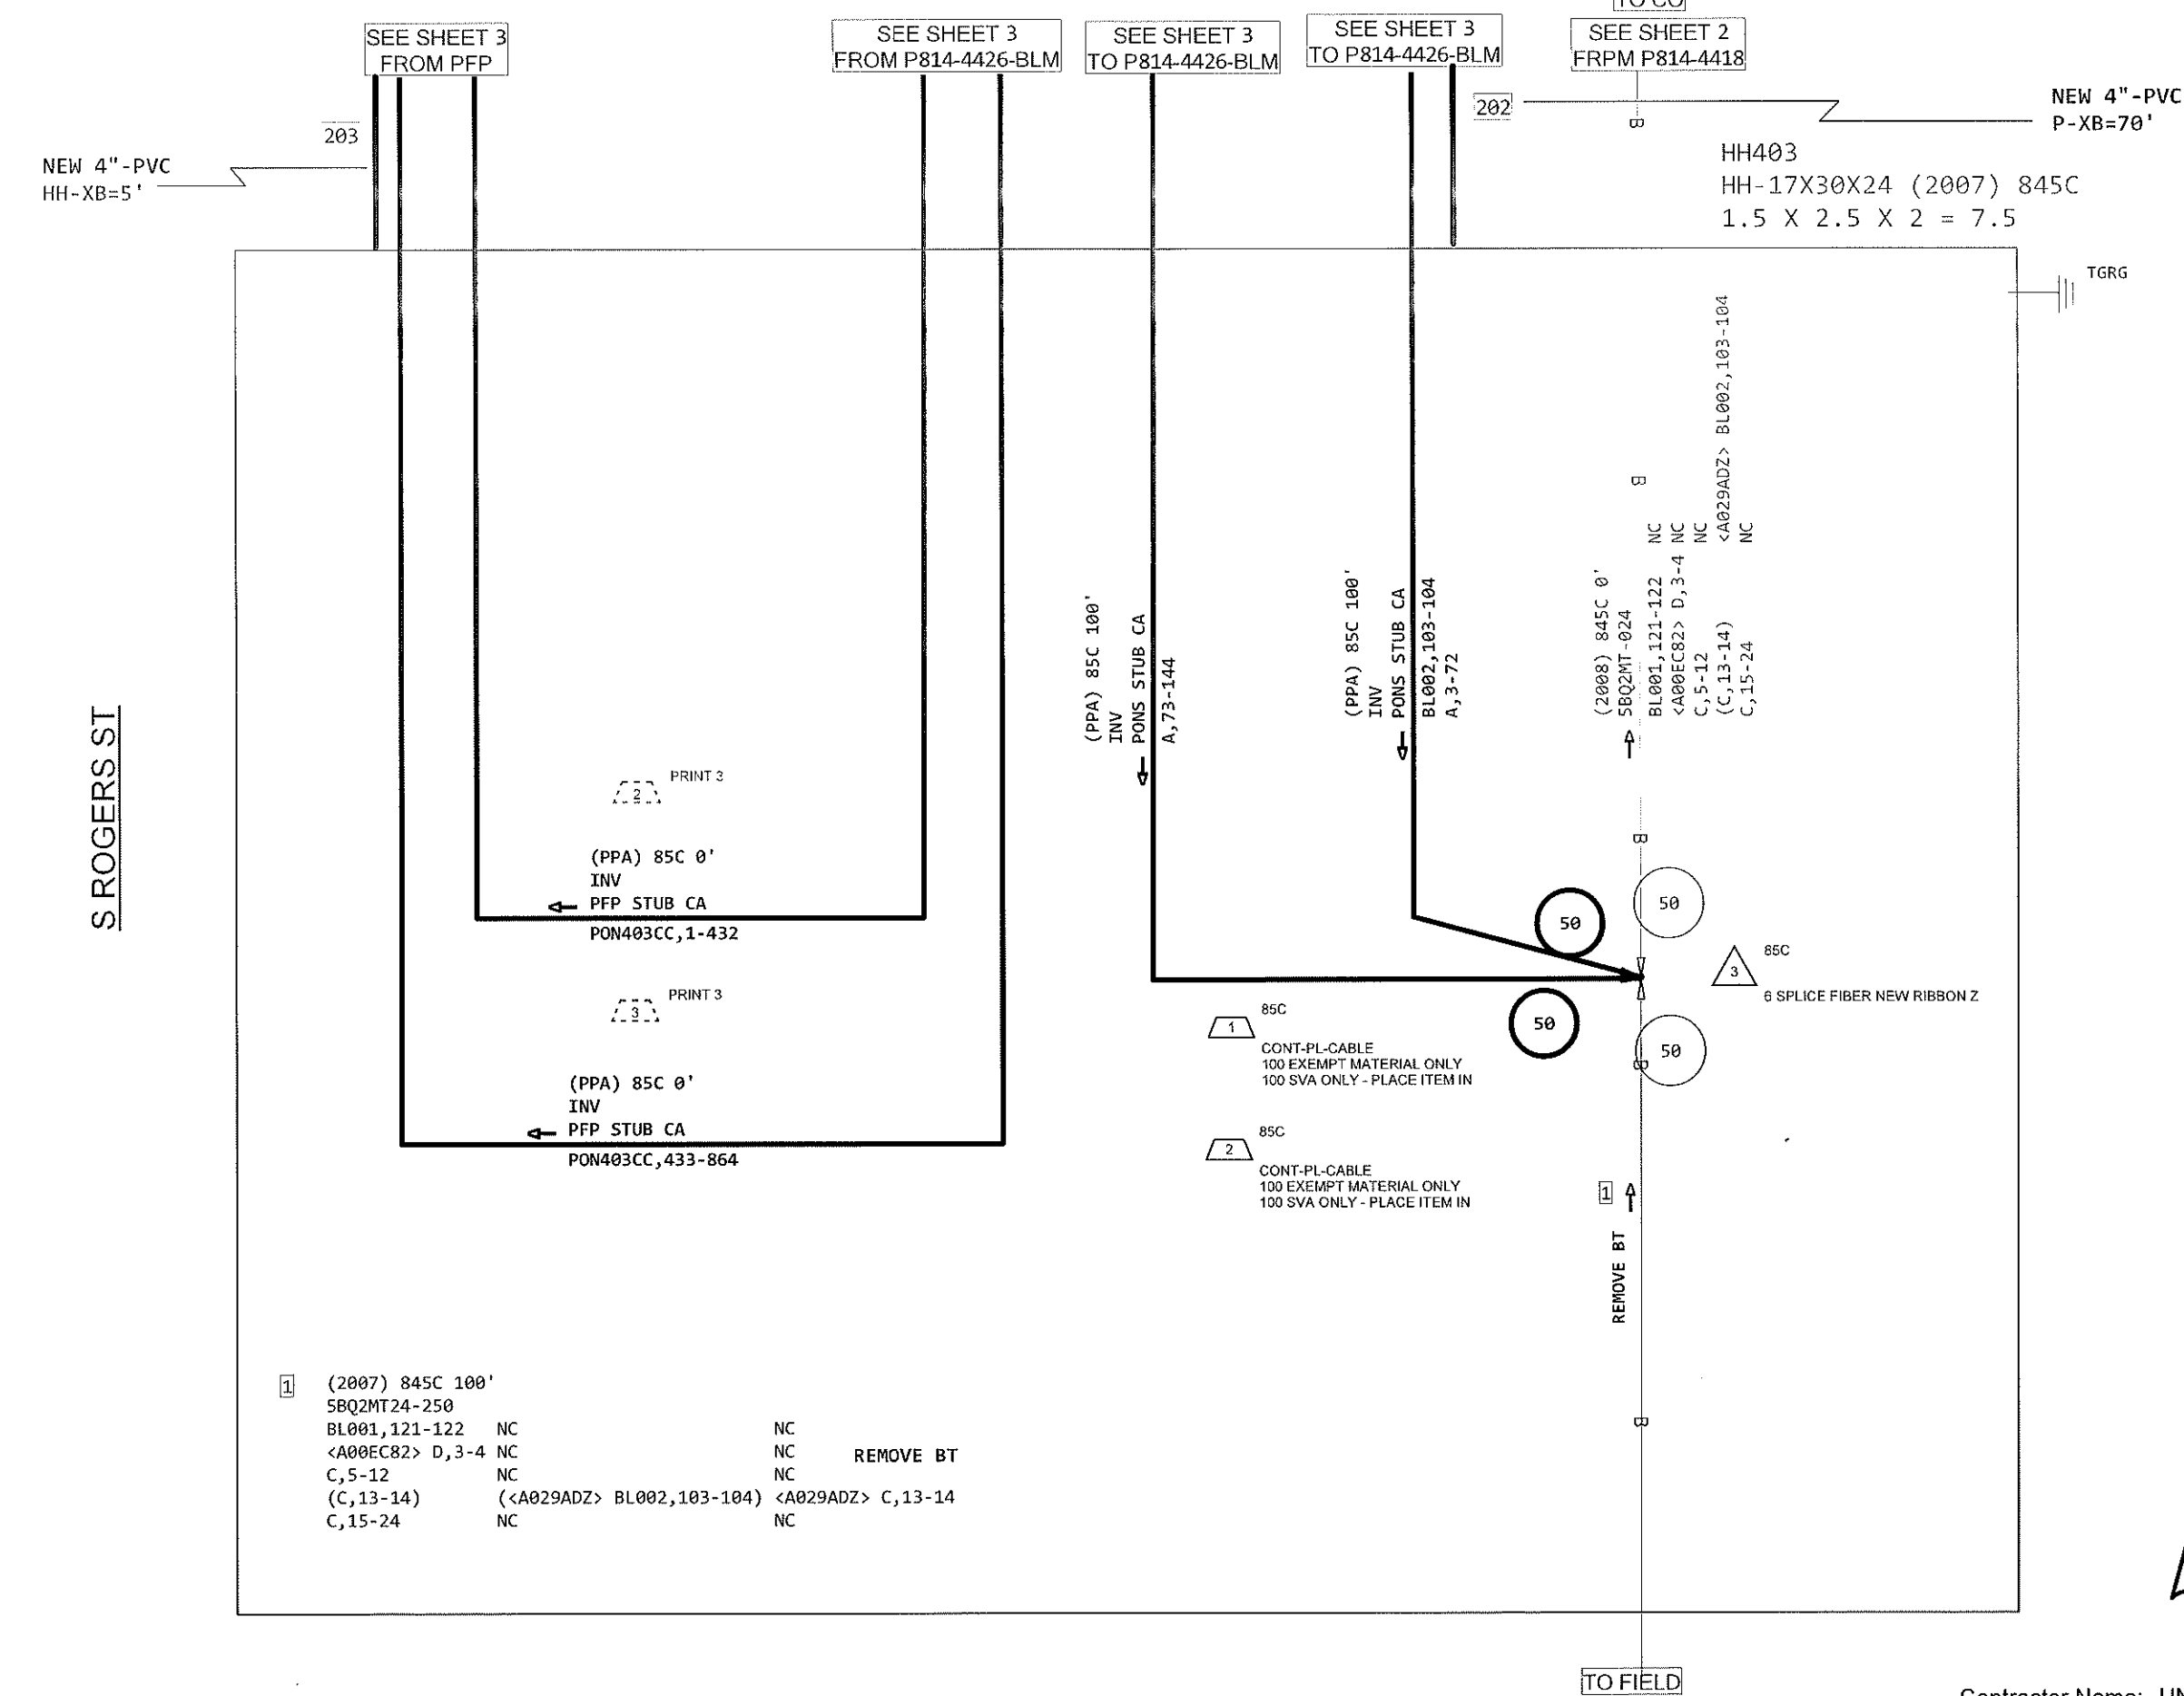 TO CO
SEE SHEET 3
FROM PFP
SEE SHEET 3
FROM P814-4426-BLM
SEE SHEET 3
TO P814-4426-BLM
SEE SHEET 3
TO P814-4426-BLM
SEE SHEET 2
FRPM P814-4418
203
NEW 4"-PVC
HH-XB=5'
202
NEW 4"-PVC
P-XB=70'
HH403
HH-17X30X24 (2007) 845C
1.5 X 2.5 X 2 = 7.5
TGRG
S ROGERS ST
B
B
(PPA) 85C 100'
INV
PONS STUB CA
A,73-144
(PPA) 85C 100'
INV
PONS STUB CA
BL002,103-104
A,3-72
(2008) 845C 0'
5BQ2MT-024
BL001,121-122 NC
<A00EC82> D,3-4 NC
C,5-12 NC
(C,13-14) <A029ADZ> BL002,103-104
C,15-24 NC
2
PRINT 3
(PPA) 85C 0'
INV
PFP STUB CA
PON403CC,1-432
3
PRINT 3
(PPA) 85C 0'
INV
PFP STUB CA
PON403CC,433-864
B
50
50
50
50
B
3
85C
6 SPLICE FIBER NEW RIBBON Z
1
85C
CONT-PL-CABLE
100 EXEMPT MATERIAL ONLY
100 SVA ONLY - PLACE ITEM IN
2
85C
CONT-PL-CABLE
100 EXEMPT MATERIAL ONLY
100 SVA ONLY - PLACE ITEM IN
1
REMOVE BT
B
1 (2007) 845C 100'
5BQ2MT24-250
BL001,121-122 NC NC
<A00EC82> D,3-4 NC NC REMOVE BT
C,5-12 NC NC
(C,13-14) (<A029ADZ> BL002,103-104) <A029ADZ> C,13-14
C,15-24 NC NC
TO FIELD